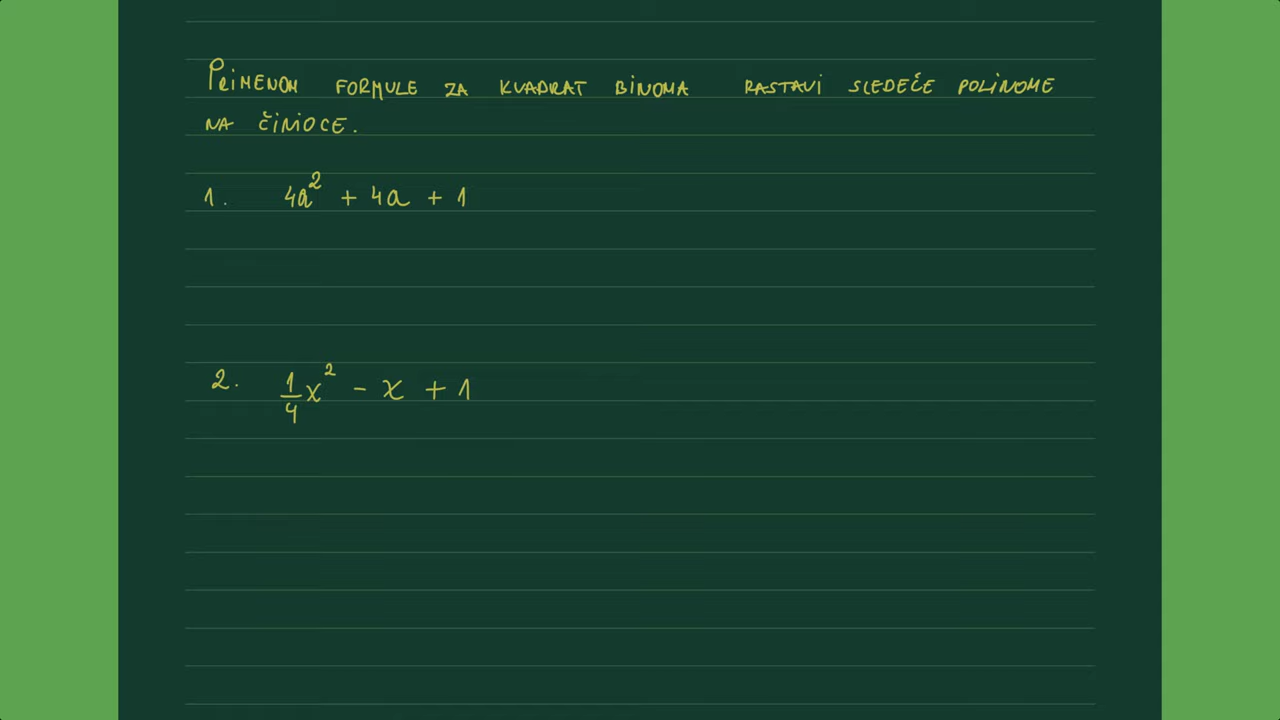 PRIMENOM FORMULE ZA KVADRAT BINOMA RASTAVI SLEDEĆE POLINOME
NA ČINIOCE.
1. 4a² + 4a + 1
2. 1/4 x² - x + 1